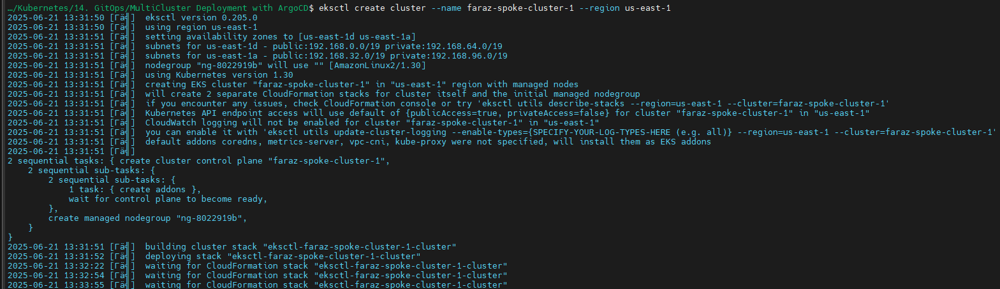 …/Kubernetes/14. GitOps/MultiCluster Deployment with ArgoCD$ eksctl create cluster --name faraz-spoke-cluster-1 --region us-east-1
2025-06-21 13:31:50 [Γä╣]  eksctl version 0.205.0
2025-06-21 13:31:50 [Γä╣]  using region us-east-1
2025-06-21 13:31:51 [Γä╣]  setting availability zones to [us-east-1d us-east-1a]
2025-06-21 13:31:51 [Γä╣]  subnets for us-east-1d - public:192.168.0.0/19 private:192.168.64.0/19
2025-06-21 13:31:51 [Γä╣]  subnets for us-east-1a - public:192.168.32.0/19 private:192.168.96.0/19
2025-06-21 13:31:51 [Γä╣]  nodegroup "ng-8022919b" will use "" [AmazonLinux2/1.30]
2025-06-21 13:31:51 [Γä╣]  using Kubernetes version 1.30
2025-06-21 13:31:51 [Γä╣]  creating EKS cluster "faraz-spoke-cluster-1" in "us-east-1" region with managed nodes
2025-06-21 13:31:51 [Γä╣]  will create 2 separate CloudFormation stacks for cluster itself and the initial managed nodegroup
2025-06-21 13:31:51 [Γä╣]  if you encounter any issues, check CloudFormation console or try 'eksctl utils describe-stacks --region=us-east-1 --cluster=faraz-spoke-cluster-1'
2025-06-21 13:31:51 [Γä╣]  Kubernetes API endpoint access will use default of {publicAccess=true, privateAccess=false} for cluster "faraz-spoke-cluster-1" in "us-east-1"
2025-06-21 13:31:51 [Γä╣]  CloudWatch logging will not be enabled for cluster "faraz-spoke-cluster-1" in "us-east-1"
2025-06-21 13:31:51 [Γä╣]  you can enable it with 'eksctl utils update-cluster-logging --enable-types={SPECIFY-YOUR-LOG-TYPES-HERE (e.g. all)} --region=us-east-1 --cluster=faraz-spoke-cluster-1'
2025-06-21 13:31:51 [Γä╣]  default addons coredns, metrics-server, vpc-cni, kube-proxy were not specified, will install them as EKS addons
2025-06-21 13:31:51 [Γä╣]
2 sequential tasks: { create cluster control plane "faraz-spoke-cluster-1",
    2 sequential sub-tasks: {
        2 sequential sub-tasks: {
            1 task: { create addons },
            wait for control plane to become ready,
        },
        create managed nodegroup "ng-8022919b",
    }
}
2025-06-21 13:31:51 [Γä╣]  building cluster stack "eksctl-faraz-spoke-cluster-1-cluster"
2025-06-21 13:31:52 [Γä╣]  deploying stack "eksctl-faraz-spoke-cluster-1-cluster"
2025-06-21 13:32:22 [Γä╣]  waiting for CloudFormation stack "eksctl-faraz-spoke-cluster-1-cluster"
2025-06-21 13:32:54 [Γä╣]  waiting for CloudFormation stack "eksctl-faraz-spoke-cluster-1-cluster"
2025-06-21 13:33:55 [Γä╣]  waiting for CloudFormation stack "eksctl-faraz-spoke-cluster-1-cluster"